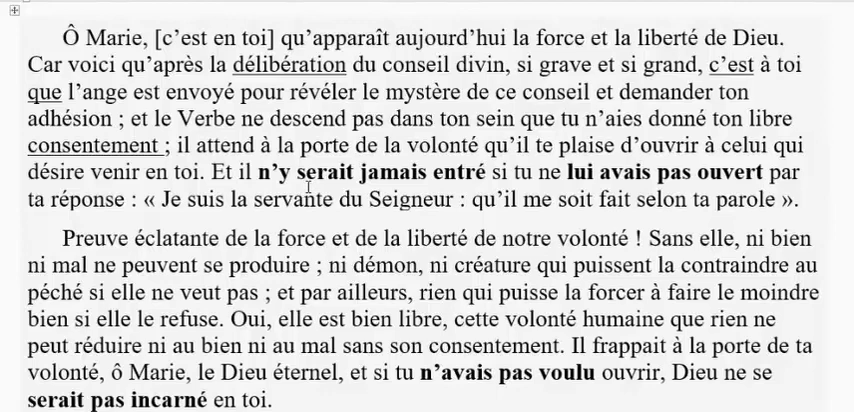 Ô Marie, [c’est en toi] qu’apparaît aujourd’hui la force et la liberté de Dieu.
Car voici qu’après la délibération du conseil divin, si grave et si grand, c’est à toi
que l’ange est envoyé pour révéler le mystère de ce conseil et demander ton
adhésion ; et le Verbe ne descend pas dans ton sein que tu n’aies donné ton libre
consentement ; il attend à la porte de la volonté qu’il te plaise d’ouvrir à celui qui
désire venir en toi. Et il n’y serait jamais entré si tu ne lui avais pas ouvert par
ta réponse : « Je suis la servante du Seigneur : qu’il me soit fait selon ta parole ».
Preuve éclatante de la force et de la liberté de notre volonté ! Sans elle, ni bien
ni mal ne peuvent se produire ; ni démon, ni créature qui puissent la contraindre au
péché si elle ne veut pas ; et par ailleurs, rien qui puisse la forcer à faire le moindre
bien si elle le refuse. Oui, elle est bien libre, cette volonté humaine que rien ne
peut réduire ni au bien ni au mal sans son consentement. Il frappait à la porte de ta
volonté, ô Marie, le Dieu éternel, et si tu n’avais pas voulu ouvrir, Dieu ne se
serait pas incarné en toi.